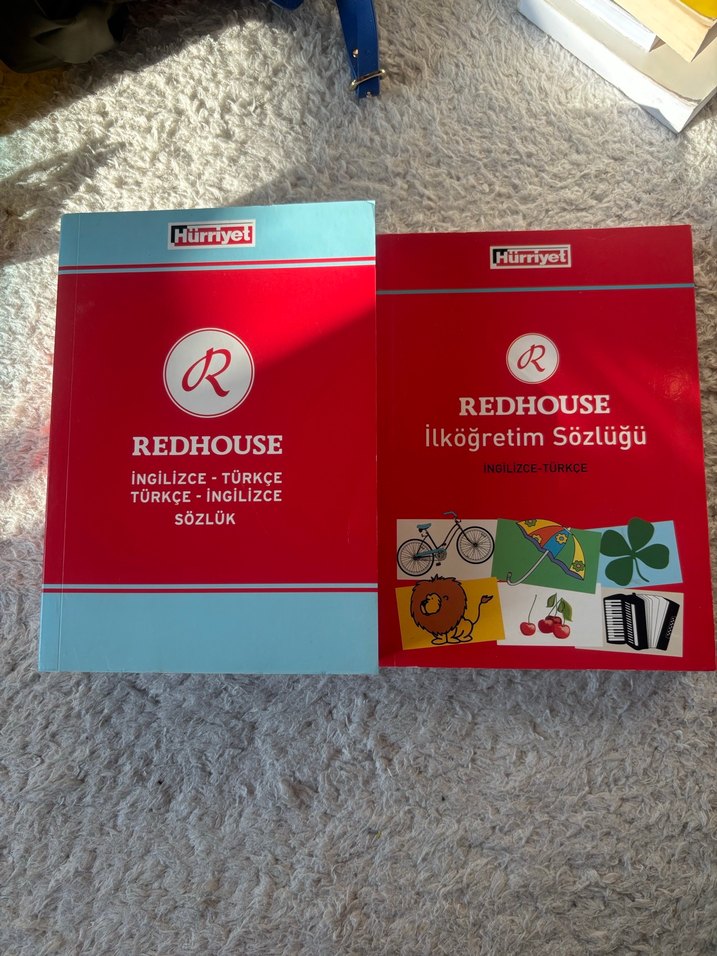 Hürriyet
R
REDHOUSE
İNGİLİZCE - TÜRKÇE
TÜRKÇE - İNGİLİZCE
SÖZLÜK
Hürriyet
R
REDHOUSE
İlköğretim Sözlüğü
İNGİLİZCE-TÜRKÇE